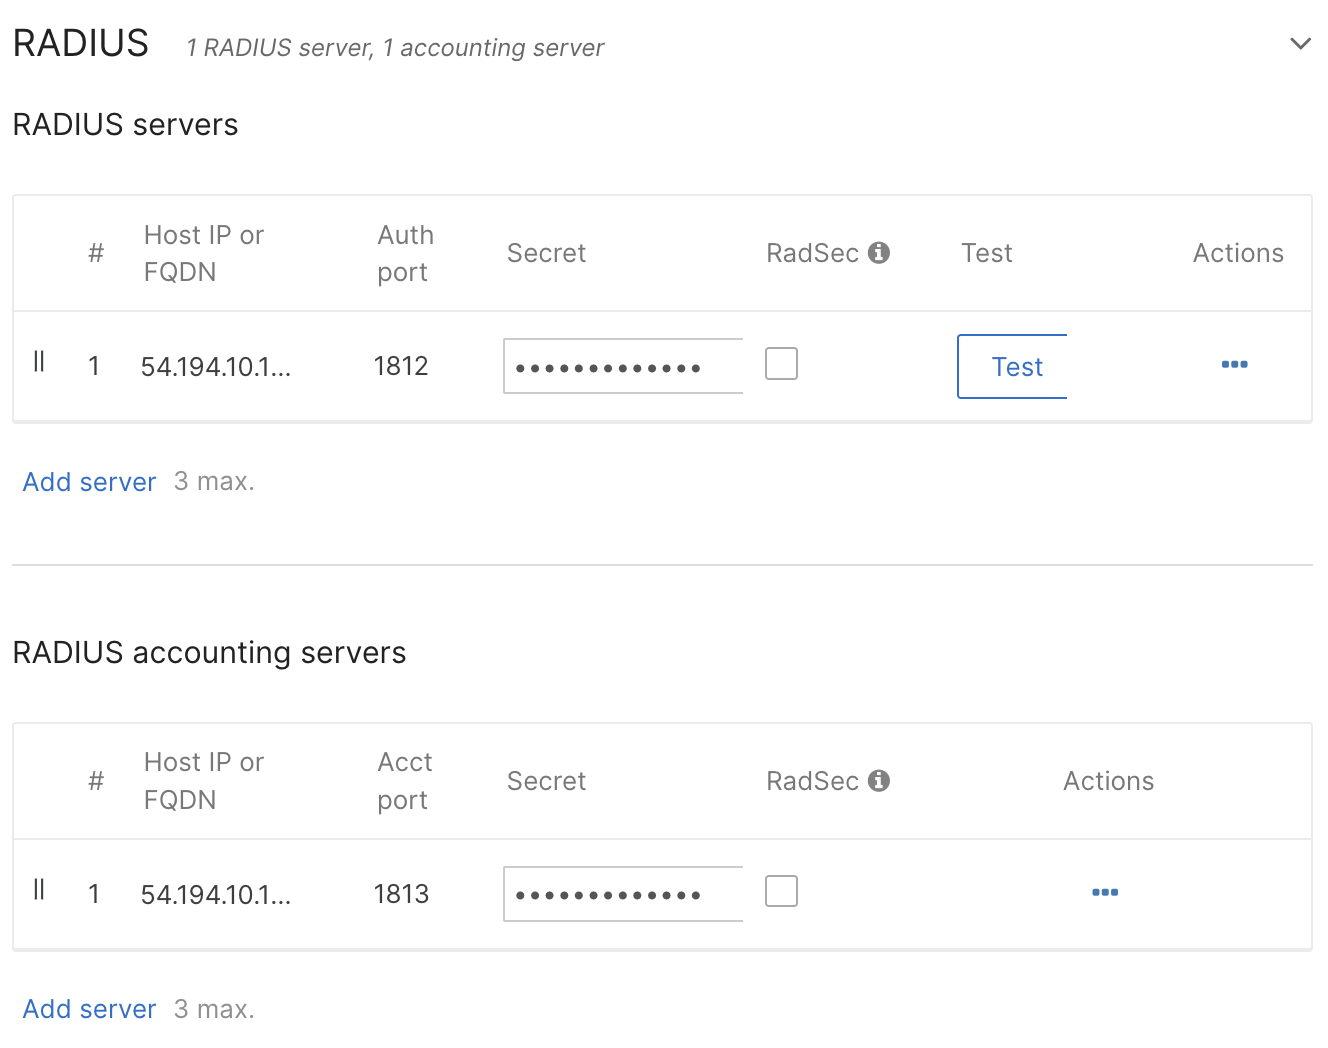 RADIUS 1 RADIUS server, 1 accounting server
RADIUS servers
# Host IP or FQDN Auth port Secret RadSec Test Actions
1 54.194.10.1... 1812 ••••••••••••• Test
Add server 3 max.
RADIUS accounting servers
# Host IP or FQDN Acct port Secret RadSec Actions
1 54.194.10.1... 1813 •••••••••••••
Add server 3 max.